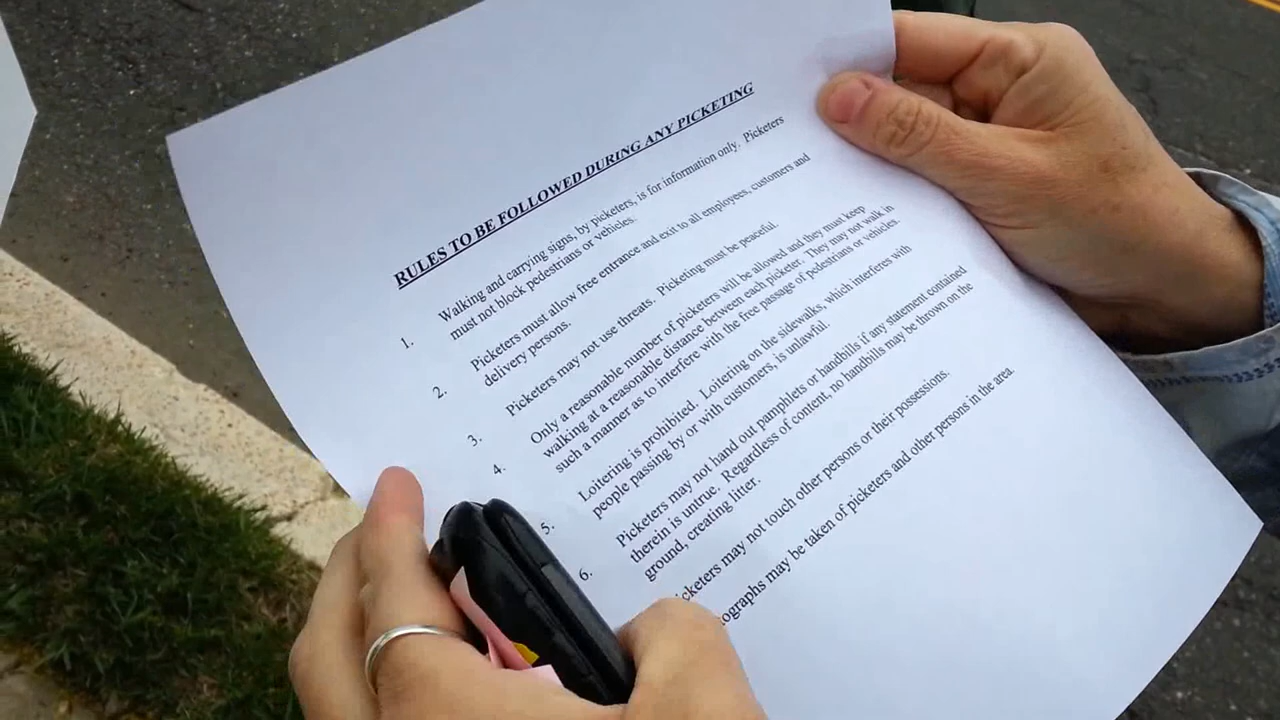 RULES TO BE FOLLOWED DURING ANY PICKETING
1. Walking and carrying signs, by picketers, is for information only. Picketers
must not block pedestrians or vehicles.
2. Picketers must allow free entrance and exit to all employees, customers and
delivery persons.
3. Picketers may not use threats. Picketing must be peaceful.
4. Only a reasonable number of picketers will be allowed and they must keep
walking at a reasonable distance between each picketer. They may not walk in
such a manner as to interfere with the free passage of pedestrians or vehicles.
5. Loitering is prohibited. Loitering on the sidewalks, which interferes with
people passing by or with customers, is unlawful.
6. Picketers may not hand out pamphlets or handbills if any statement contained
therein is untrue. Regardless of content, no handbills may be thrown on the
ground, creating litter.
icketers may not touch other persons or their possessions.
ographs may be taken of picketers and other persons in the area.